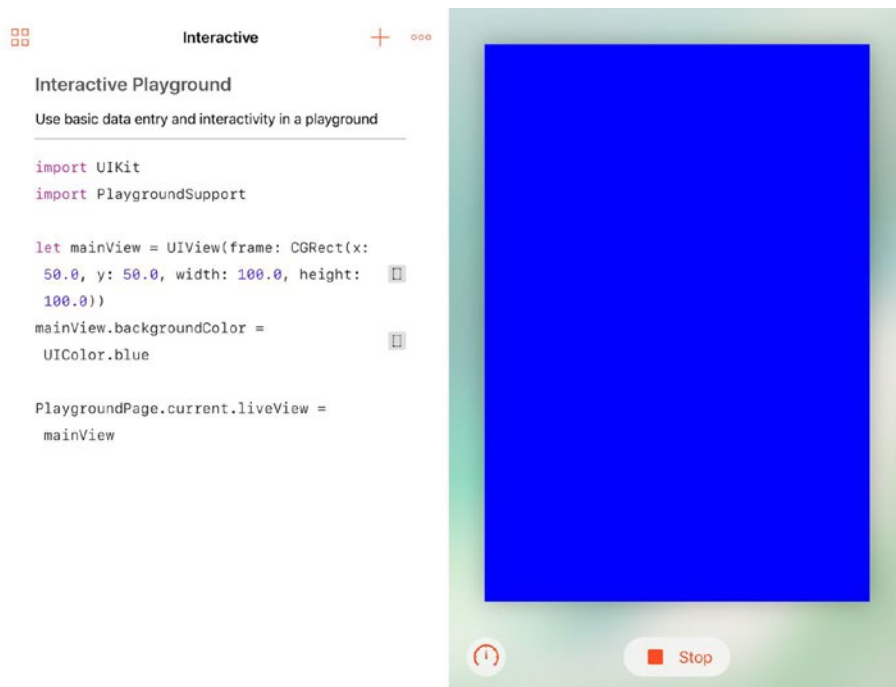 Interactive
Interactive Playground
Use basic data entry and interactivity in a playground
import UIKit
import PlaygroundSupport
let mainView = UIView(frame: CGRect(x:
50.0, y: 50.0, width: 100.0, height:
100.0))
mainView.backgroundColor =
UIColor.blue
PlaygroundPage.current.liveView =
mainView
Stop